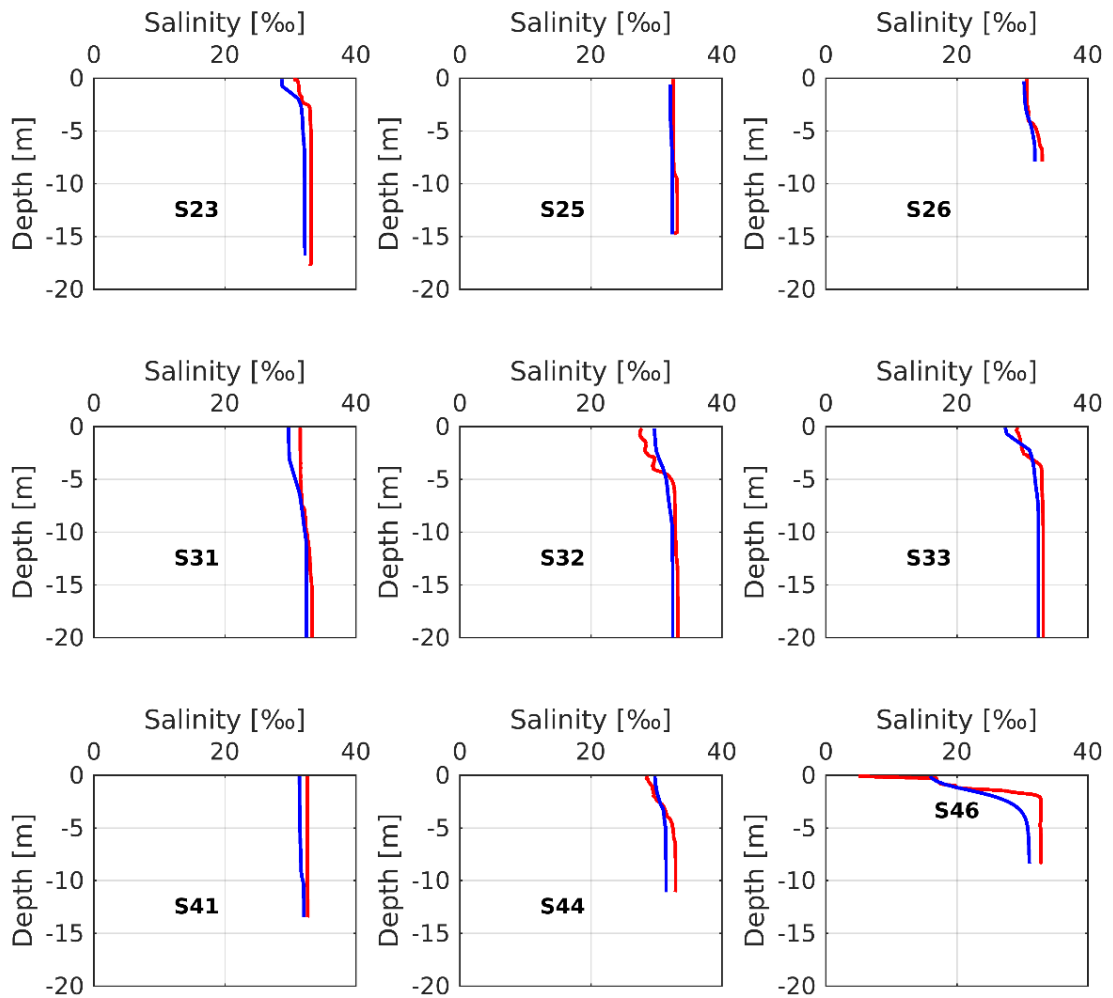 Salinity [‰] Salinity [‰] Salinity [‰]
0 20 40 0 20 40 0 20 40
0 0 0
-5 -5 -5
-10 -10 -10
S23 S25 S26
-15 -15 -15
-20 -20 -20
Depth [m] Depth [m] Depth [m]
Salinity [‰] Salinity [‰] Salinity [‰]
0 20 40 0 20 40 0 20 40
0 0 0
-5 -5 -5
-10 -10 -10
S31 S32 S33
-15 -15 -15
-20 -20 -20
Depth [m] Depth [m] Depth [m]
Salinity [‰] Salinity [‰] Salinity [‰]
0 20 40 0 20 40 0 20 40
0 0 0
S46
-5 -5 -5
-10 -10 -10
S41 S44
-15 -15 -15
-20 -20 -20
Depth [m] Depth [m] Depth [m]